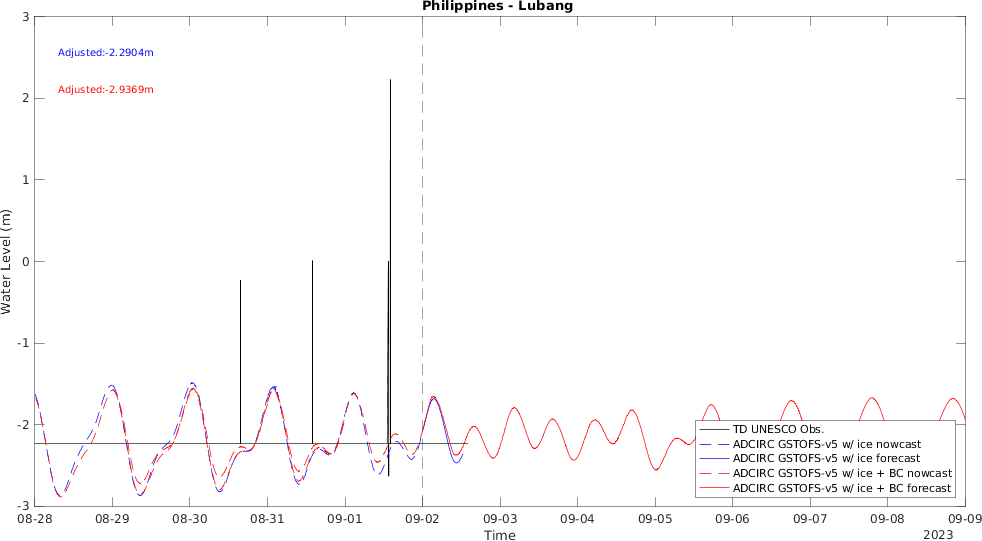 Philippines - Lubang
3
Adjusted:-2.2904m
Adjusted:-2.9369m
2
1
0
-1
-2
-3
Water Level (m)
TD UNESCO Obs.
ADCIRC GSTOFS-v5 w/ ice nowcast
ADCIRC GSTOFS-v5 w/ ice forecast
ADCIRC GSTOFS-v5 w/ ice + BC nowcast
ADCIRC GSTOFS-v5 w/ ice + BC forecast
08-28 08-29 08-30 08-31 09-01 09-02 09-03 09-04 09-05 09-06 09-07 09-08 09-09
Time
2023